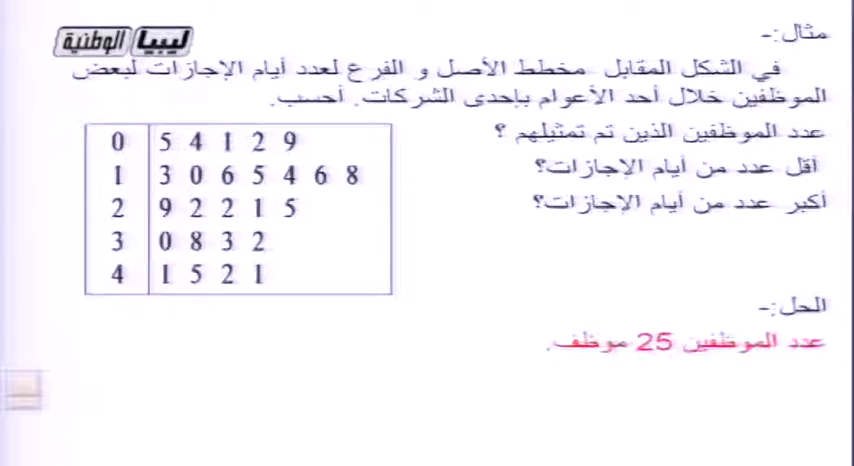 ليبيا الوطنية
مثال:-
في الشكل المقابل مخطط الأصل و الفرع لعدد أيام الإجازات لبعض
الموظفين خلال أحد الأعوام بإحدى الشركات. أحسب.
عدد الموظفين الذين تم تمثيلهم ؟
أقل عدد من أيام الإجازات؟
أكبر عدد من أيام الإجازات؟
0 5 4 1 2 9
1 3 0 6 5 4 6 8
2 9 2 2 1 5
3 0 8 3 2
4 1 5 2 1
الحل:-
عدد الموظفين 25 موظف.